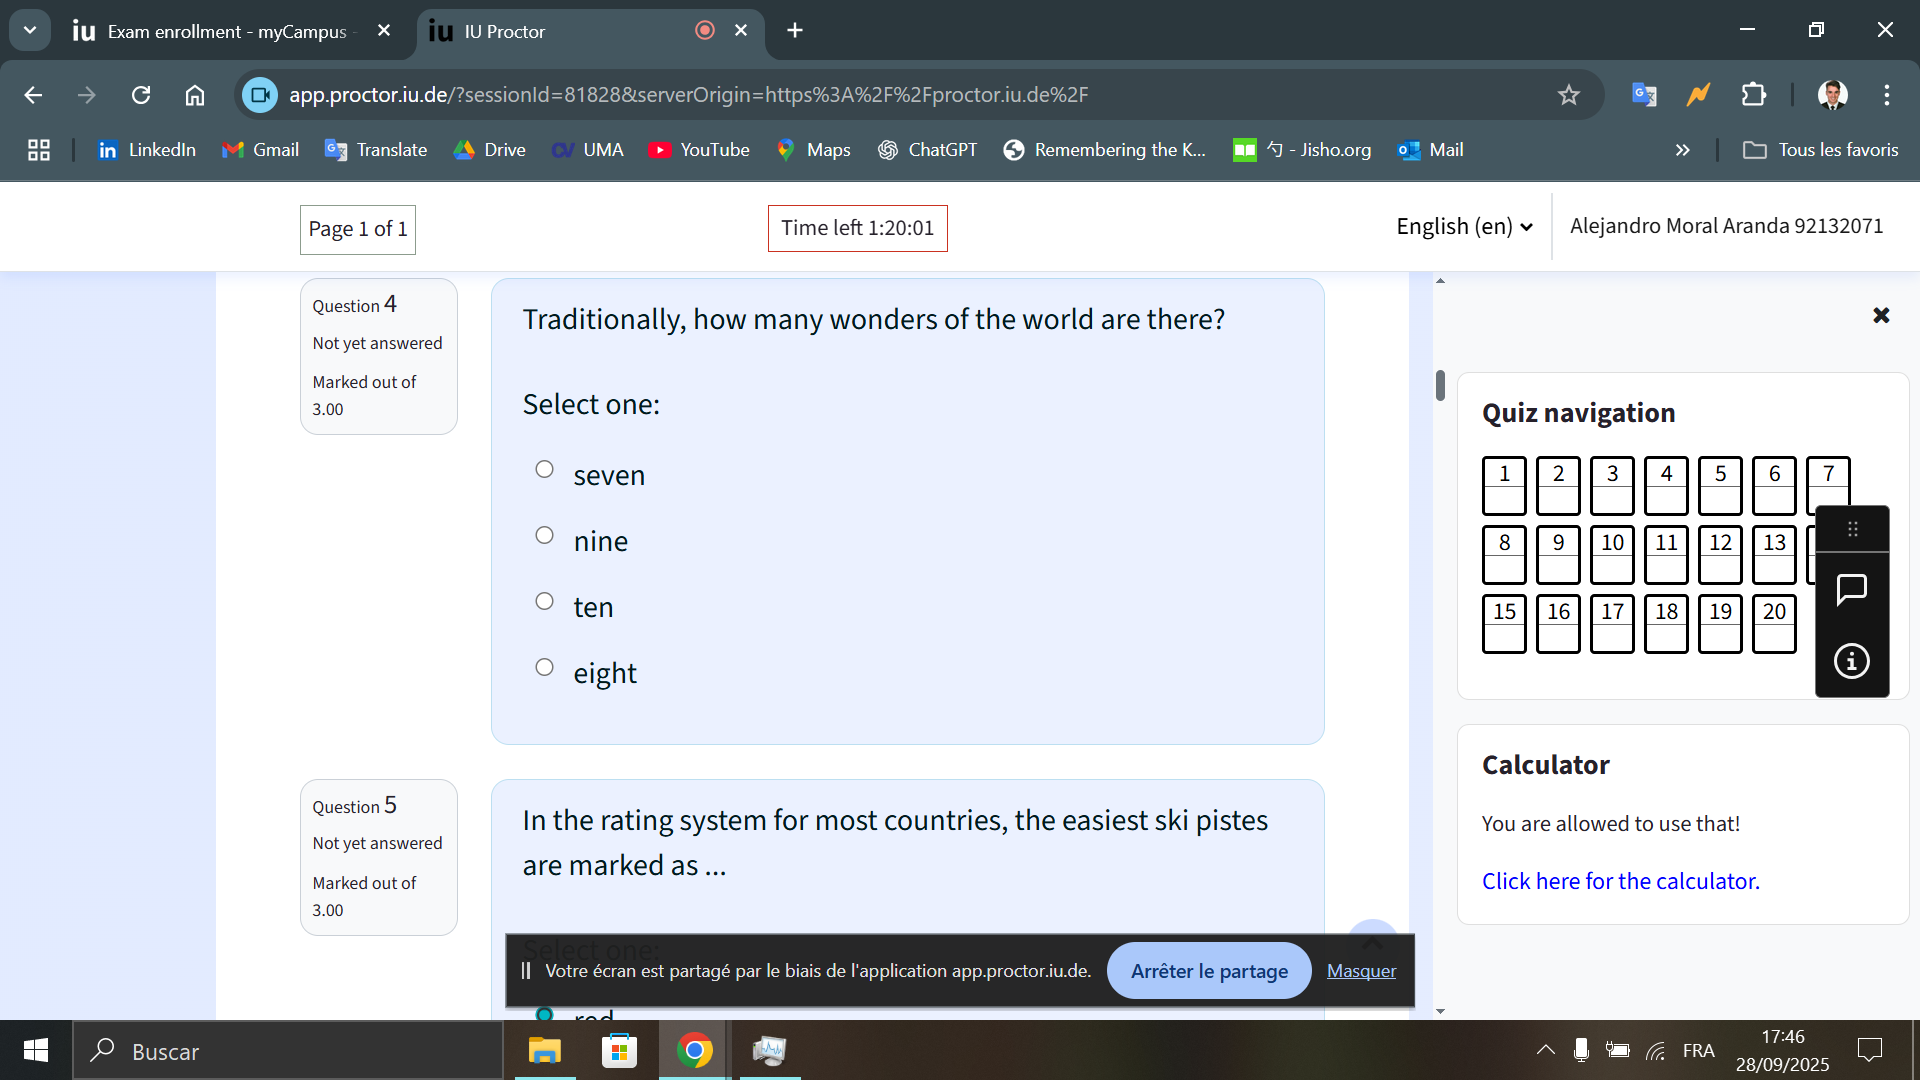 iu Exam enrollment - myCampus -
iu IU Proctor
app.proctor.iu.de/?sessionId=81828&serverOrigin=https%3A%2F%2Fproctor.iu.de%2F
LinkedIn Gmail Translate Drive UMA YouTube Maps ChatGPT Remembering the K... 勺 - Jisho.org Mail » Tous les favoris
Page 1 of 1
Time left 1:20:01
English (en)
Alejandro Moral Aranda 92132071
Question 4
Not yet answered
Marked out of
3.00
Traditionally, how many wonders of the world are there?
Select one:
seven
nine
ten
eight
Question 5
Not yet answered
Marked out of
3.00
In the rating system for most countries, the easiest ski pistes
are marked as ...
Select one:
red
Quiz navigation
1 2 3 4 5 6 7
8 9 10 11 12 13
15 16 17 18 19 20
Calculator
You are allowed to use that!
Click here for the calculator.
Votre écran est partagé par le biais de l'application app.proctor.iu.de.
Arrêter le partage
Masquer
Buscar
FRA
17:46
28/09/2025